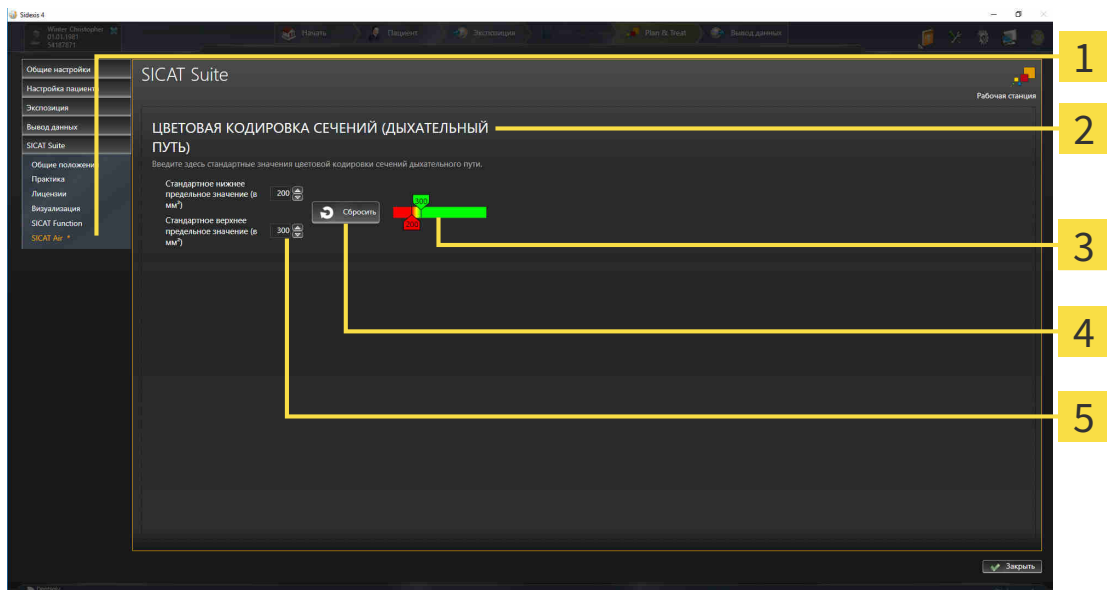 Sidexis 4
Winter Christopher
01.01.1981
54187871
Начать
Пациент
Экспозиция
Plan & Treat
Вывод данных
1
Общие настройки
Настройка пациента
Экспозиция
Вывод данных
SICAT Suite
Общие положения
Практика
Лицензии
Визуализация
SICAT Function
SICAT Air *
SICAT Suite
Рабочая станция
ЦВЕТОВАЯ КОДИРОВКА СЕЧЕНИЙ (ДЫХАТЕЛЬНЫЙ
ПУТЬ)
2
Введите здесь стандартные значения цветовой кодировки сечений дыхательного пути.
Стандартное нижнее
предельное значение (в
мм²)
200
Сбросить
300
200
Стандартное верхнее
предельное значение (в
мм²)
300
3
4
5
Закрыть